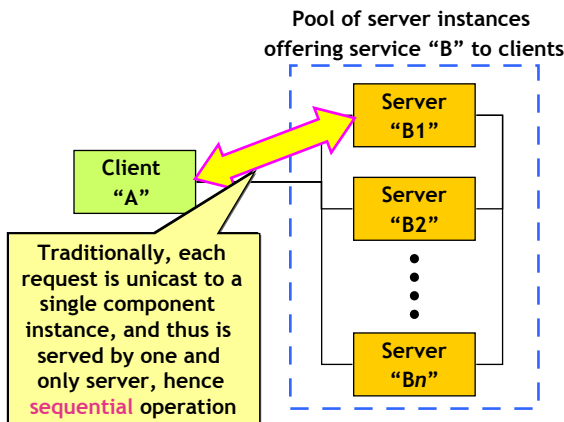 Pool of server instances
offering service “B” to clients
Server
“B1”
Client
“A”
Server
“B2”
Traditionally, each
request is unicast to a
single component
instance, and thus is
served by one and
only server, hence
sequential operation
Server
“Bn”